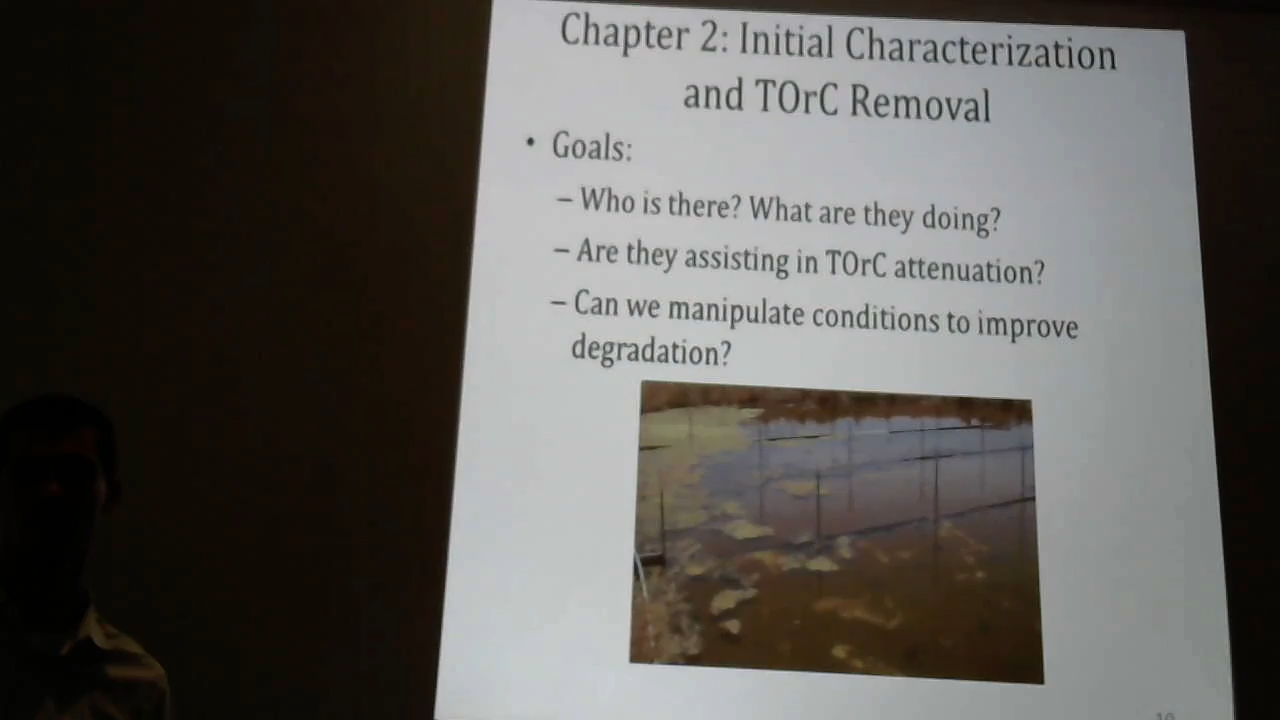 Chapter 2: Initial Characterization
and TOrC Removal
• Goals:
– Who is there? What are they doing?
– Are they assisting in TOrC attenuation?
– Can we manipulate conditions to improve
degradation?